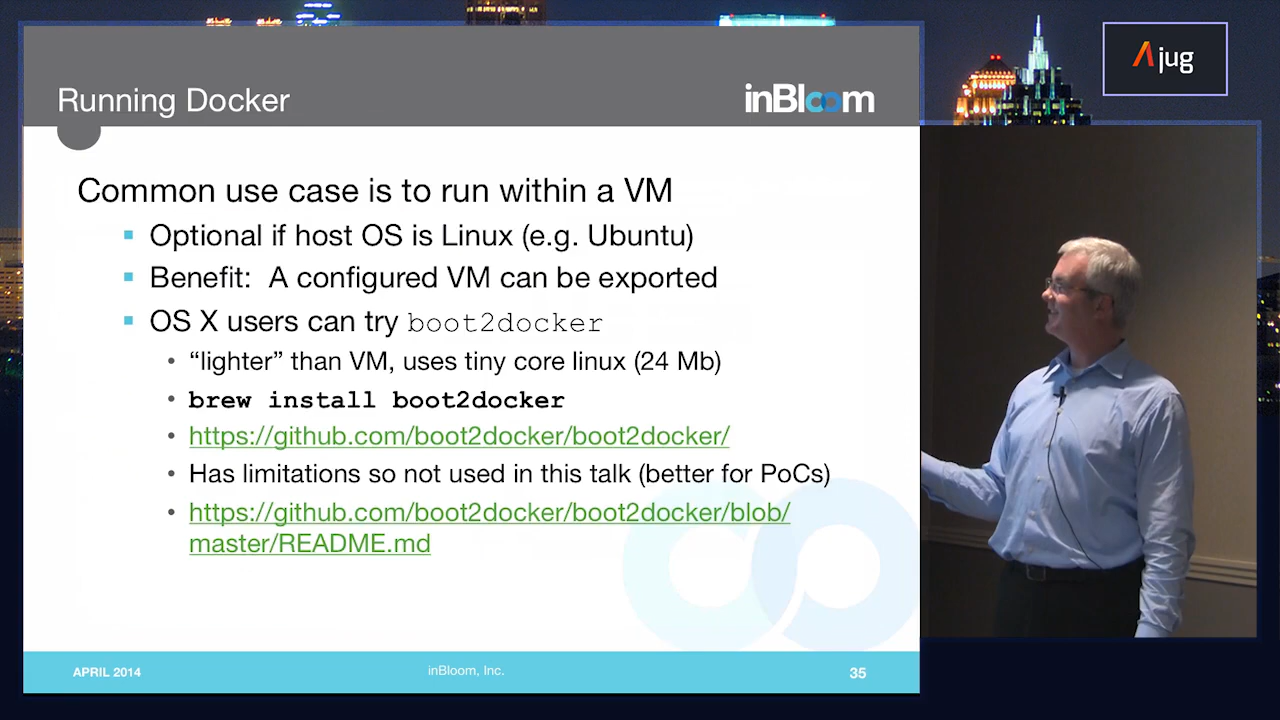 Ajug
Running Docker
inBloom
Common use case is to run within a VM
Optional if host OS is Linux (e.g. Ubuntu)
Benefit:  A configured VM can be exported
OS X users can try boot2docker
“lighter” than VM, uses tiny core linux (24 Mb)
brew install boot2docker
https://github.com/boot2docker/boot2docker/
Has limitations so not used in this talk (better for PoCs)
https://github.com/boot2docker/boot2docker/blob/
master/README.md
APRIL 2014
inBloom, Inc.
35